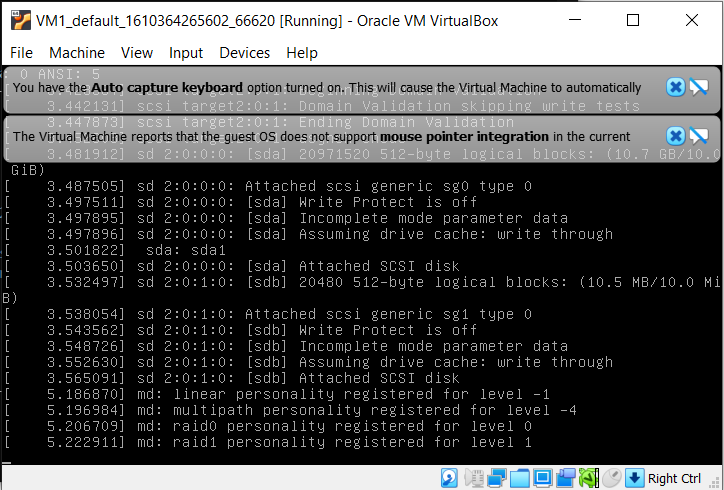 VM1_default_1610364265602_66620 [Running] - Oracle VM VirtualBox
File Machine View Input Devices Help
: 0 ANSI: 5
You have the Auto capture keyboard option turned on. This will cause the Virtual Machine to automatically
[    3.442131] scsi target2:0:1: Domain Validation skipping write tests
[    3.447873] scsi target2:0:1: Ending Domain Validation
The Virtual Machine reports that the guest OS does not support mouse pointer integration in the current
[    3.481912] sd 2:0:0:0: [sda] 20971520 512-byte logical blocks: (10.7 GB/10.0
 GiB)
[    3.487505] sd 2:0:0:0: Attached scsi generic sg0 type 0
[    3.497511] sd 2:0:0:0: [sda] Write Protect is off
[    3.497895] sd 2:0:0:0: [sda] Incomplete mode parameter data
[    3.497896] sd 2:0:0:0: [sda] Assuming drive cache: write through
[    3.501822]  sda: sda1
[    3.503650] sd 2:0:0:0: [sda] Attached SCSI disk
[    3.532497] sd 2:0:1:0: [sdb] 20480 512-byte logical blocks: (10.5 MB/10.0 Mi
B)
[    3.538054] sd 2:0:1:0: Attached scsi generic sg1 type 0
[    3.543562] sd 2:0:1:0: [sdb] Write Protect is off
[    3.548726] sd 2:0:1:0: [sdb] Incomplete mode parameter data
[    3.552630] sd 2:0:1:0: [sdb] Assuming drive cache: write through
[    3.565091] sd 2:0:1:0: [sdb] Attached SCSI disk
[    5.186870] md: linear personality registered for level -1
[    5.196984] md: multipath personality registered for level -4
[    5.206709] md: raid0 personality registered for level 0
[    5.222911] md: raid1 personality registered for level 1
Right Ctrl